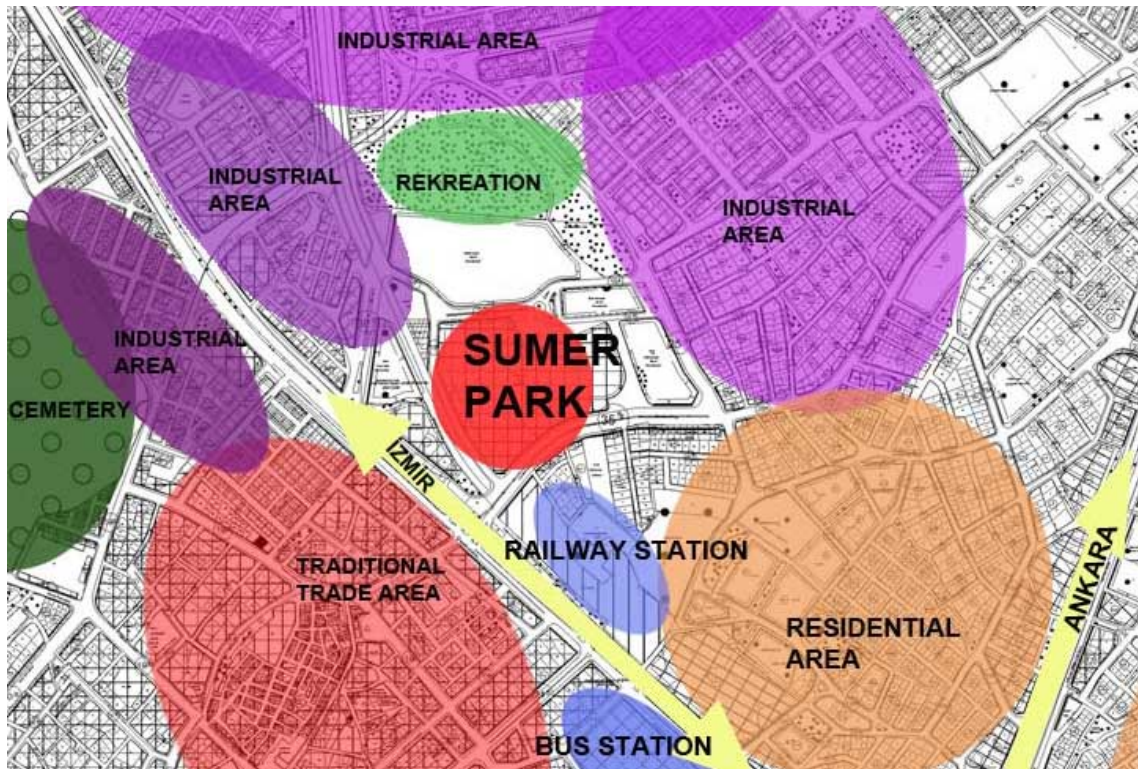 INDUSTRIAL AREA
INDUSTRIAL
AREA
REKREATION
INDUSTRIAL
AREA
INDUSTRIAL
AREA
SUMER
PARK
CEMETERY
İZMİR
RAILWAY STATION
TRADITIONAL
TRADE AREA
ANKARA
RESIDENTIAL
AREA
BUS STATION